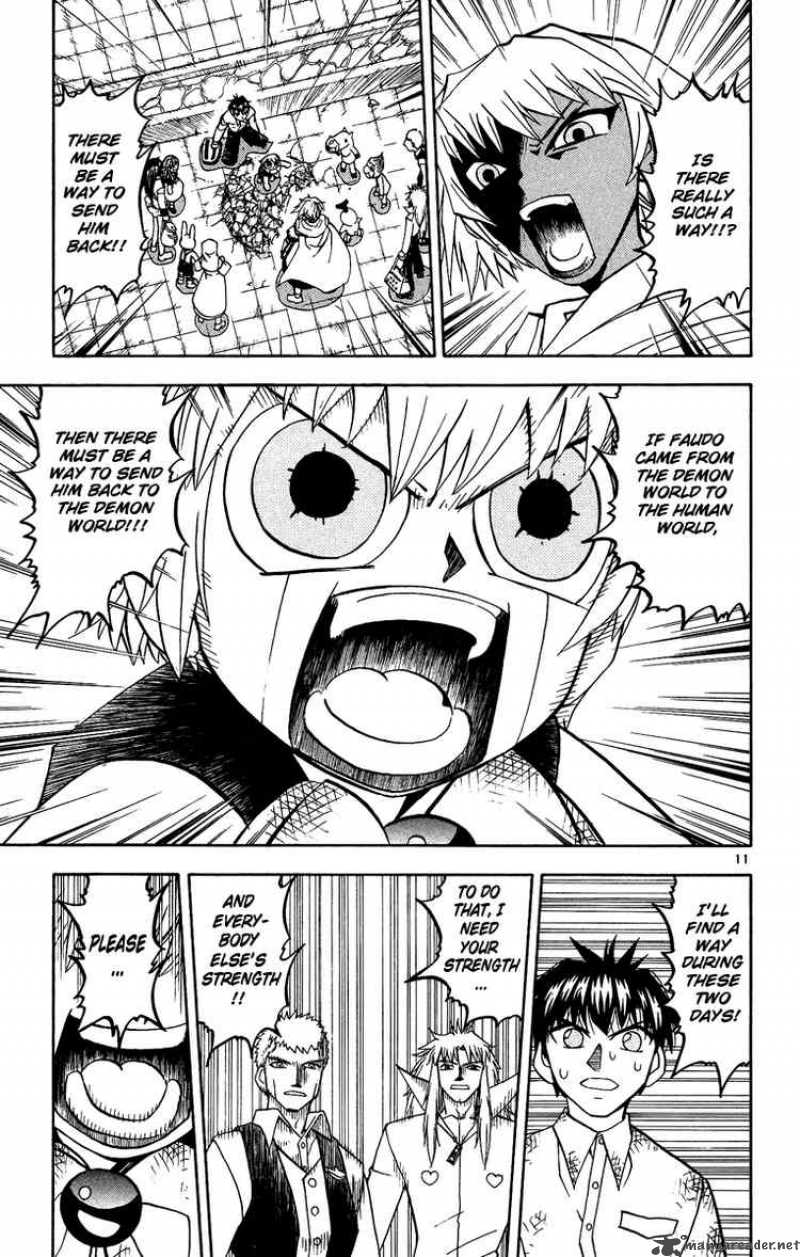 IS
THERE
REALLY
SUCH A
WAY!!?
THERE
MUST
BE A
WAY TO
SEND
HIM
BACK!!
IF FAUDO
CAME FROM
THE DEMON
WORLD TO
THE HUMAN
WORLD,
THEN THERE
MUST BE A
WAY TO SEND
HIM BACK TO
THE DEMON
WORLD!!!
11
I'LL
FIND A
WAY
DURING
THESE
TWO
DAYS!
TO DO
THAT, I
NEED
YOUR
STRENGTH
...
AND
EVERY-
BODY
ELSE'S
STRENGTH
!!
PLEASE
...
mangareader.net